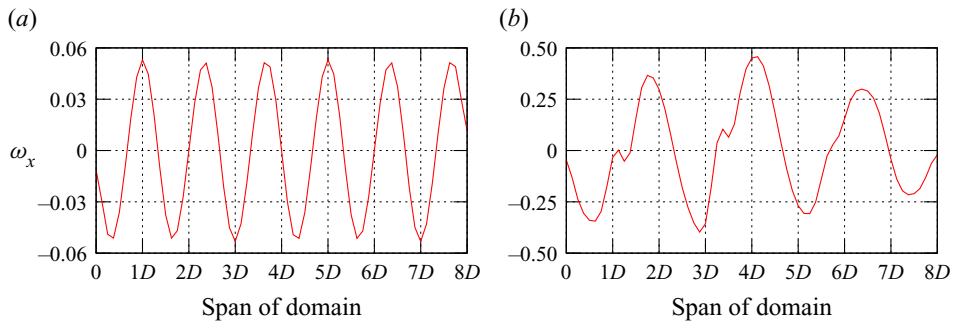 (a)
0.06
0.03
0
−0.03
−0.06
ωx
0 1D 2D 3D 4D 5D 6D 7D 8D
Span of domain
(b)
0.50
0.25
0
−0.25
−0.50
0 1D 2D 3D 4D 5D 6D 7D 8D
Span of domain